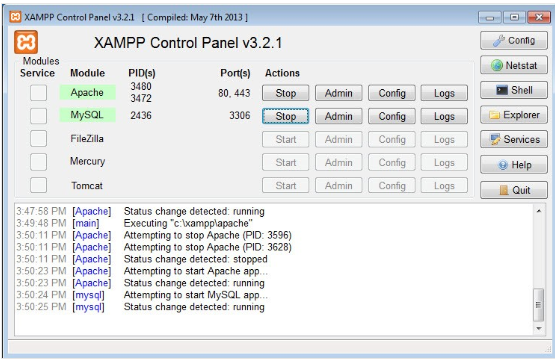 XAMPP Control Panel v3.2.1 [ Compiled: May 7th 2013 ]
XAMPP Control Panel v3.2.1
Config
Modules
Service Module PID(s) Port(s) Actions
Netstat
Apache 3480 3472 80, 443 Stop Admin Config Logs
Shell
MySQL 2436 3306 Stop Admin Config Logs
Explorer
FileZilla Start Admin Config Logs
Services
Mercury Start Admin Config Logs
Help
Tomcat Start Admin Config Logs
Quit
3:47:58 PM [Apache] Status change detected: running
3:49:48 PM [main] Executing "c:\xampp\apache"
3:50:11 PM [Apache] Attempting to stop Apache (PID: 3596)
3:50:11 PM [Apache] Attempting to stop Apache (PID: 3628)
3:50:11 PM [Apache] Status change detected: stopped
3:50:23 PM [Apache] Attempting to start Apache app...
3:50:23 PM [Apache] Status change detected: running
3:50:24 PM [mysql] Attempting to start MySQL app...
3:50:25 PM [mysql] Status change detected: running